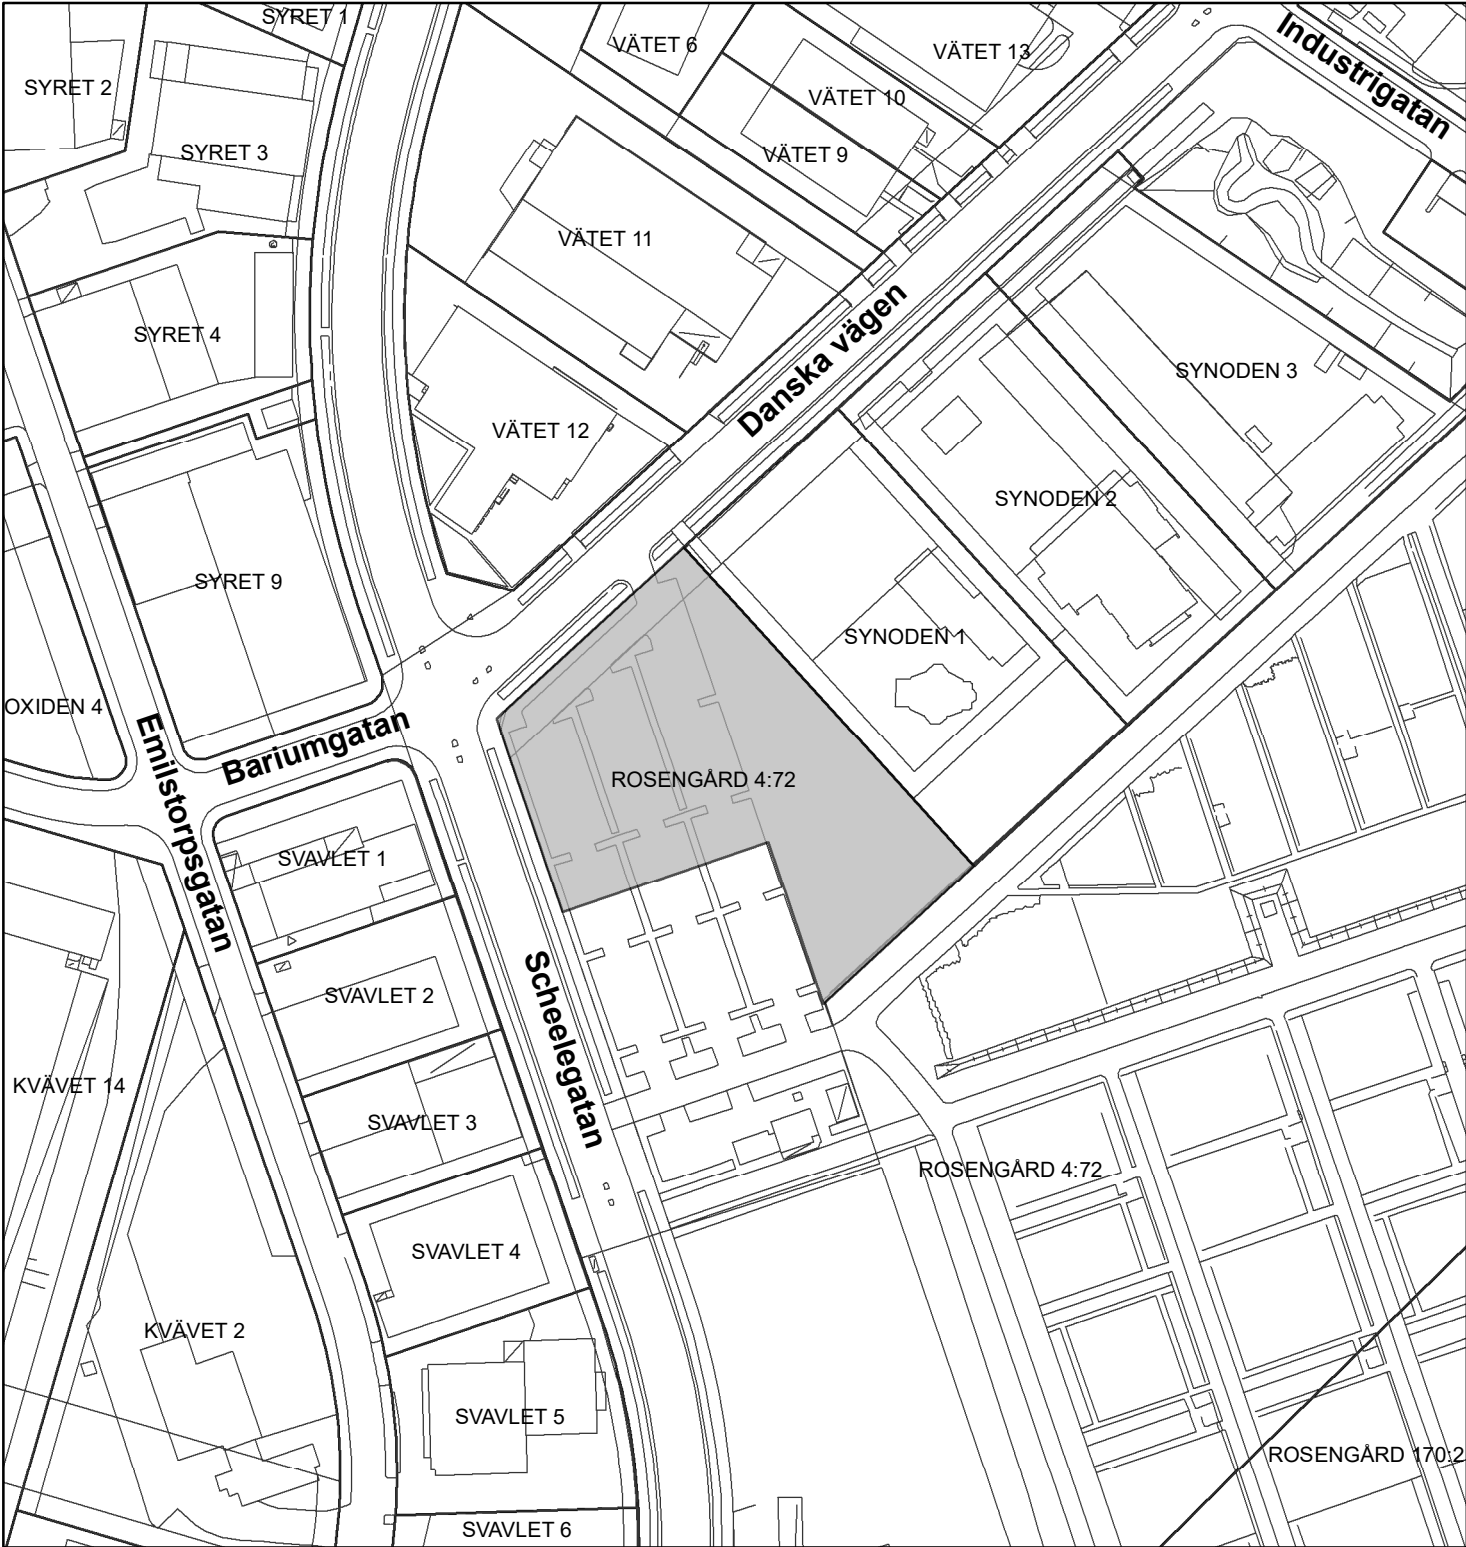 SYRET 1
VÄTET 6
VÄTET 13
Industrigatan
SYRET 2
VÄTET 10
SYRET 3
VÄTET 9
VÄTET 11
SYRET 4
Danska vägen
SYNODEN 3
VÄTET 12
SYNODEN 2
SYRET 9
SYNODEN 1
OXIDEN 4
Emilstorpsgatan
Bariumgatan
ROSENGÅRD 4:72
SVAVLET 1
SVAVLET 2
Scheelegatan
KVÄVET 14
SVAVLET 3
ROSENGÅRD 4:72
SVAVLET 4
KVÄVET 2
SVAVLET 5
ROSENGÅRD 170:2
SVAVLET 6